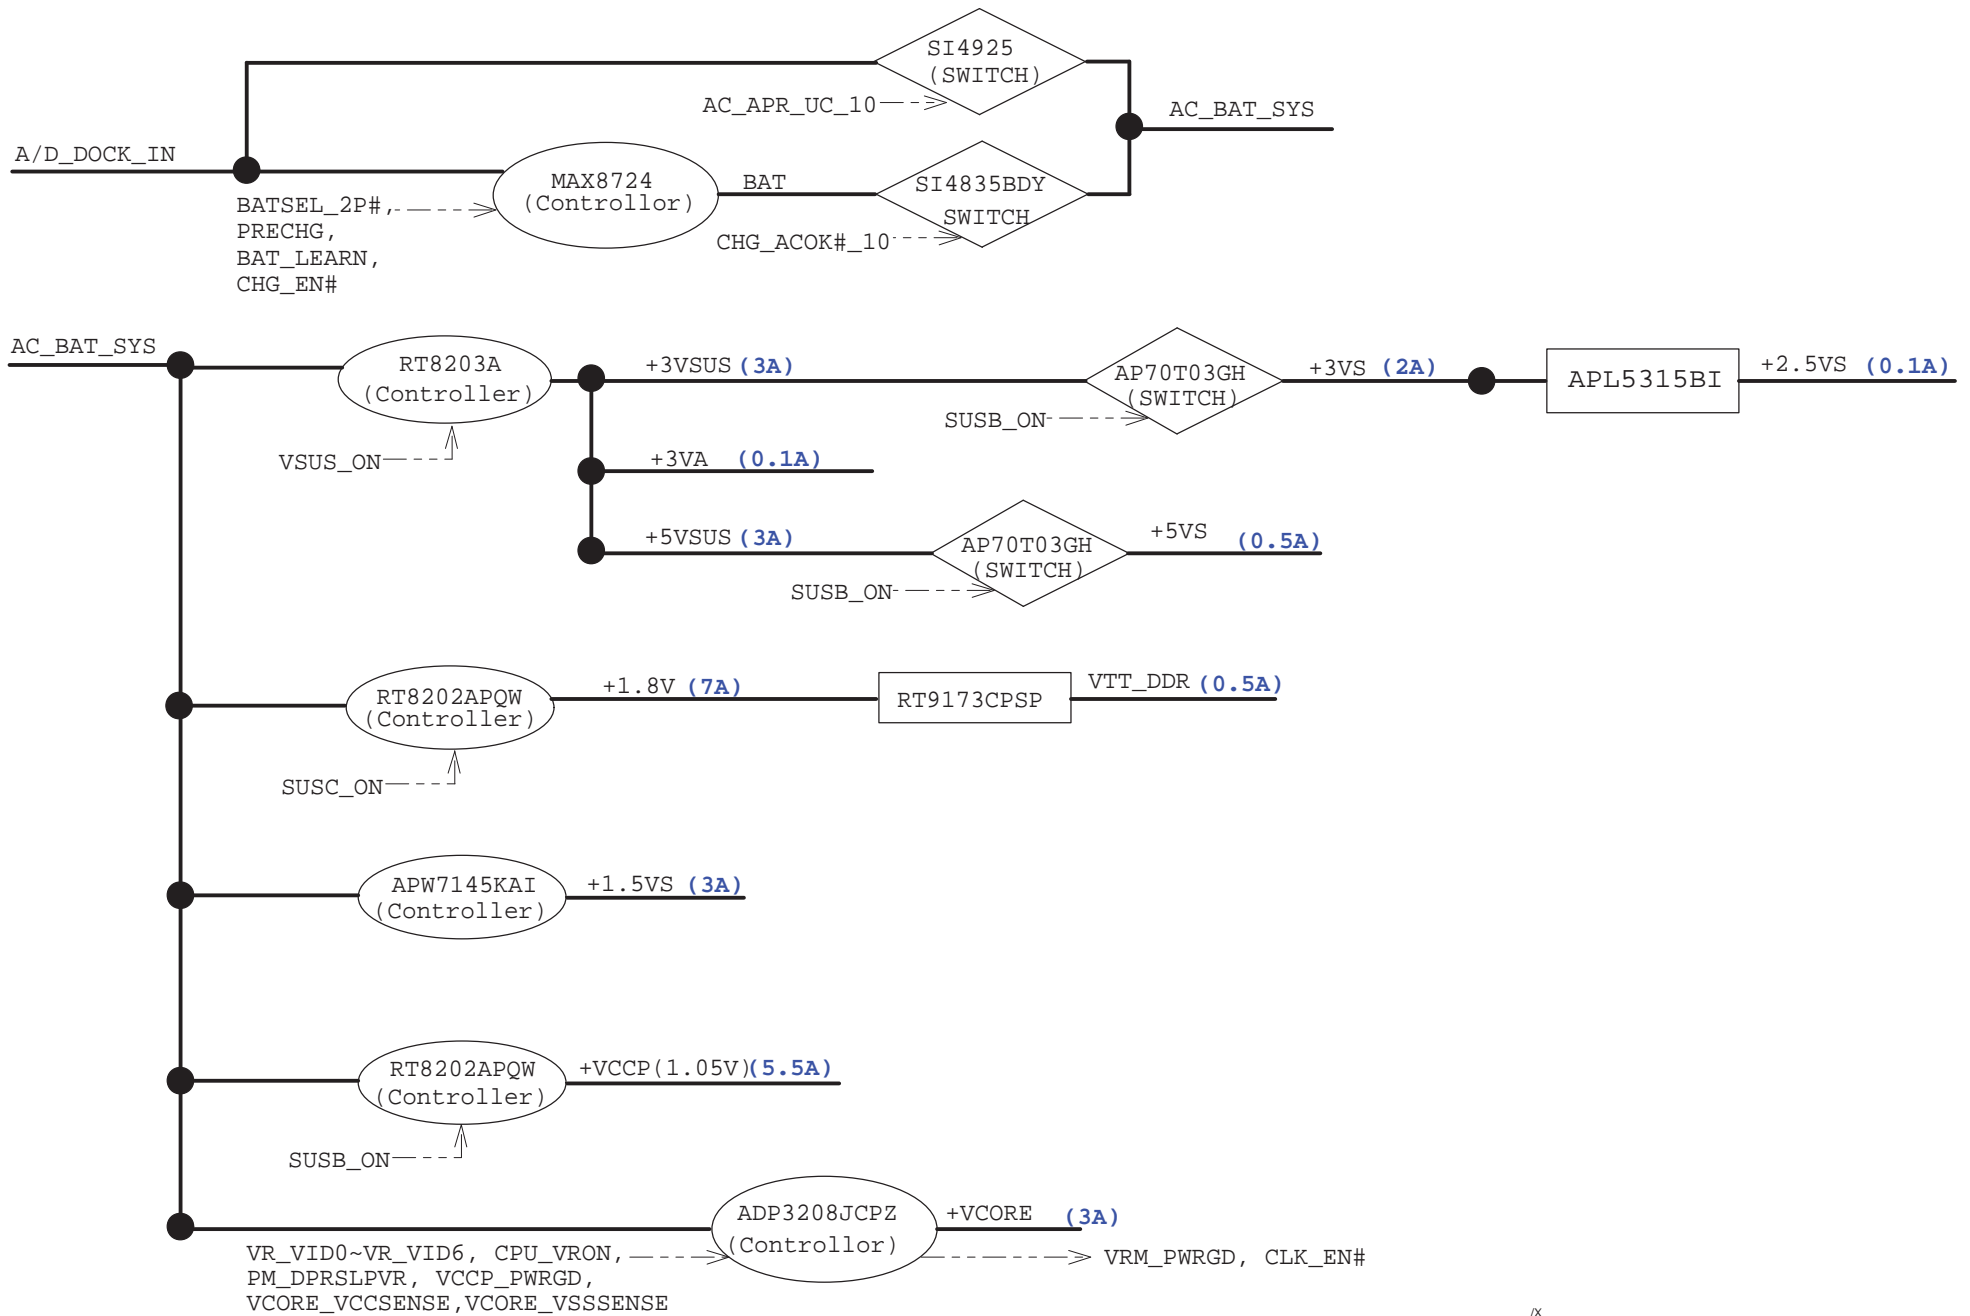 SI4925
(SWITCH)
AC_APR_UC_10
AC_BAT_SYS
A/D_DOCK_IN
MAX8724
(Controllor)
BAT
SI4835BDY
SWITCH
BATSEL_2P#,
PRECHG,
BAT_LEARN,
CHG_EN#
CHG_ACOK#_10
AC_BAT_SYS
RT8203A
(Controller)
VSUS_ON
+3VSUS (3A)
AP70T03GH
(SWITCH)
SUSB_ON
+3VS (2A)
APL5315BI
+2.5VS (0.1A)
+3VA (0.1A)
+5VSUS (3A)
AP70T03GH
(SWITCH)
SUSB_ON
+5VS (0.5A)
RT8202APQW
(Controller)
SUSC_ON
+1.8V (7A)
RT9173CPSP
VTT_DDR (0.5A)
APW7145KAI
(Controller)
+1.5VS (3A)
RT8202APQW
(Controller)
SUSB_ON
+VCCP(1.05V)(5.5A)
ADP3208JCPZ
(Controllor)
+VCORE (3A)
VR_VID0~VR_VID6, CPU_VRON,
PM_DPRSLPVR, VCCP_PWRGD,
VCORE_VCCSENSE,VCORE_VSSSENSE
VRM_PWRGD, CLK_EN#